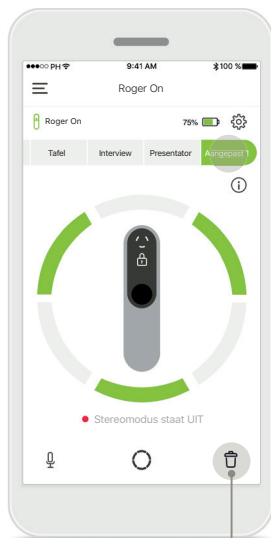 PH 9:41 AM 100 %
Roger On
Roger On 75%
Tafel Interview Presentator Aangepast 1
Stereomodus staat UIT